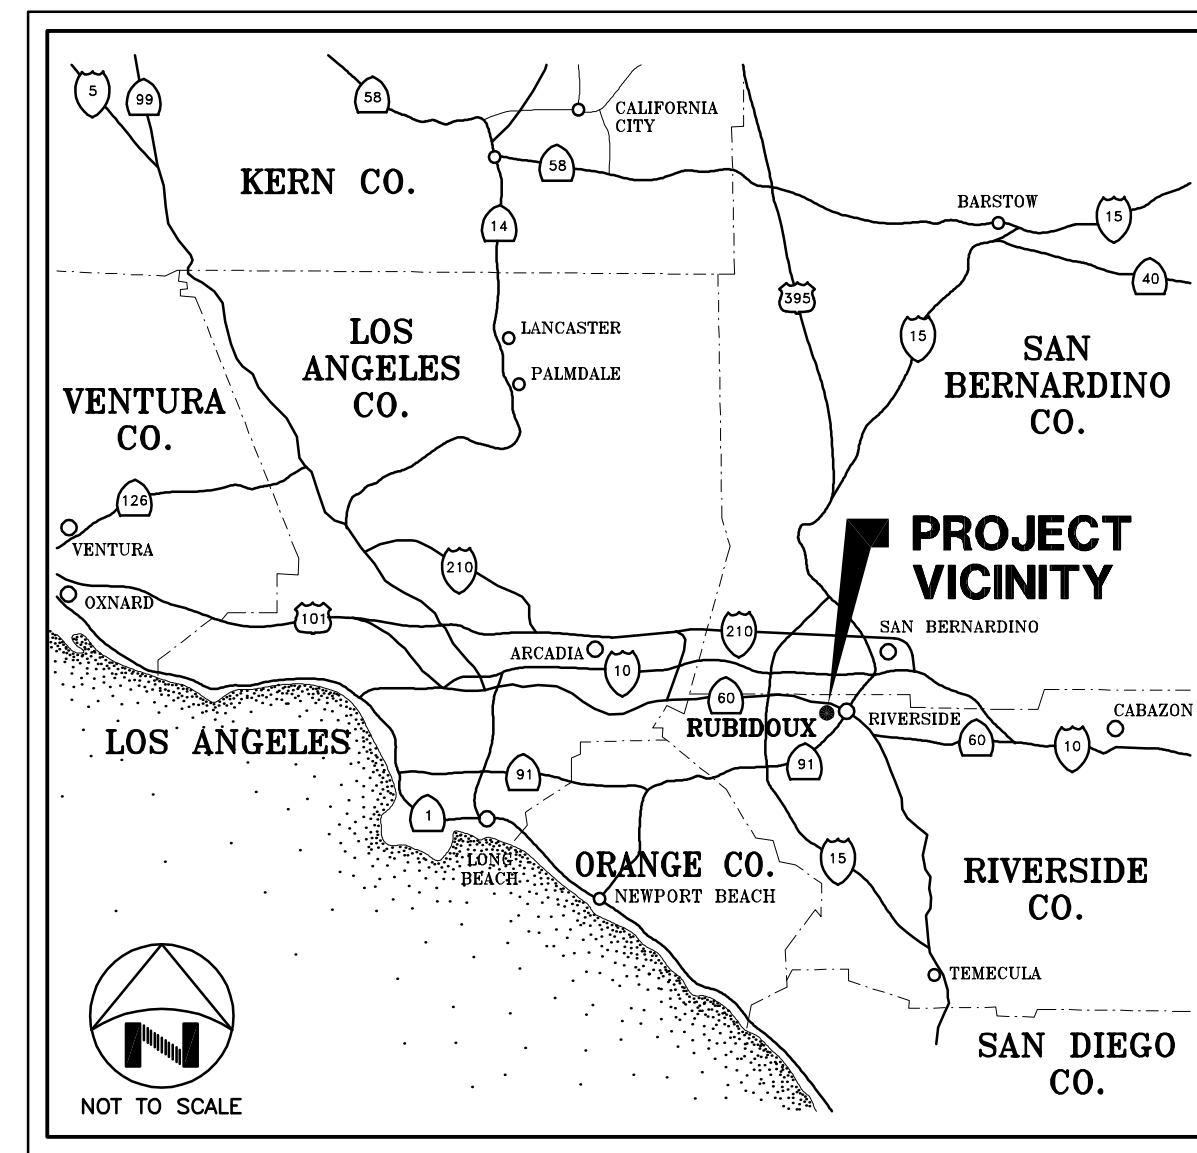 5
99
58
CALIFORNIA
CITY
58
KERN CO.
BARSTOW
15
14
40
395
LANCASTER
LOS
ANGELES
CO.
15
SAN
BERNARDINO
CO.
PALMDALE
VENTURA
CO.
126
VENTURA
PROJECT
VICINITY
210
OXNARD
101
210
SAN BERNARDINO
ARCADIA
10
60
RUBIDOUX
RIVERSIDE
CABAZON
60
10
LOS ANGELES
91
91
1
LONG
BEACH
ORANGE CO.
15
RIVERSIDE
CO.
NEWPORT BEACH
TEMECULA
N
SAN DIEGO
CO.
NOT TO SCALE